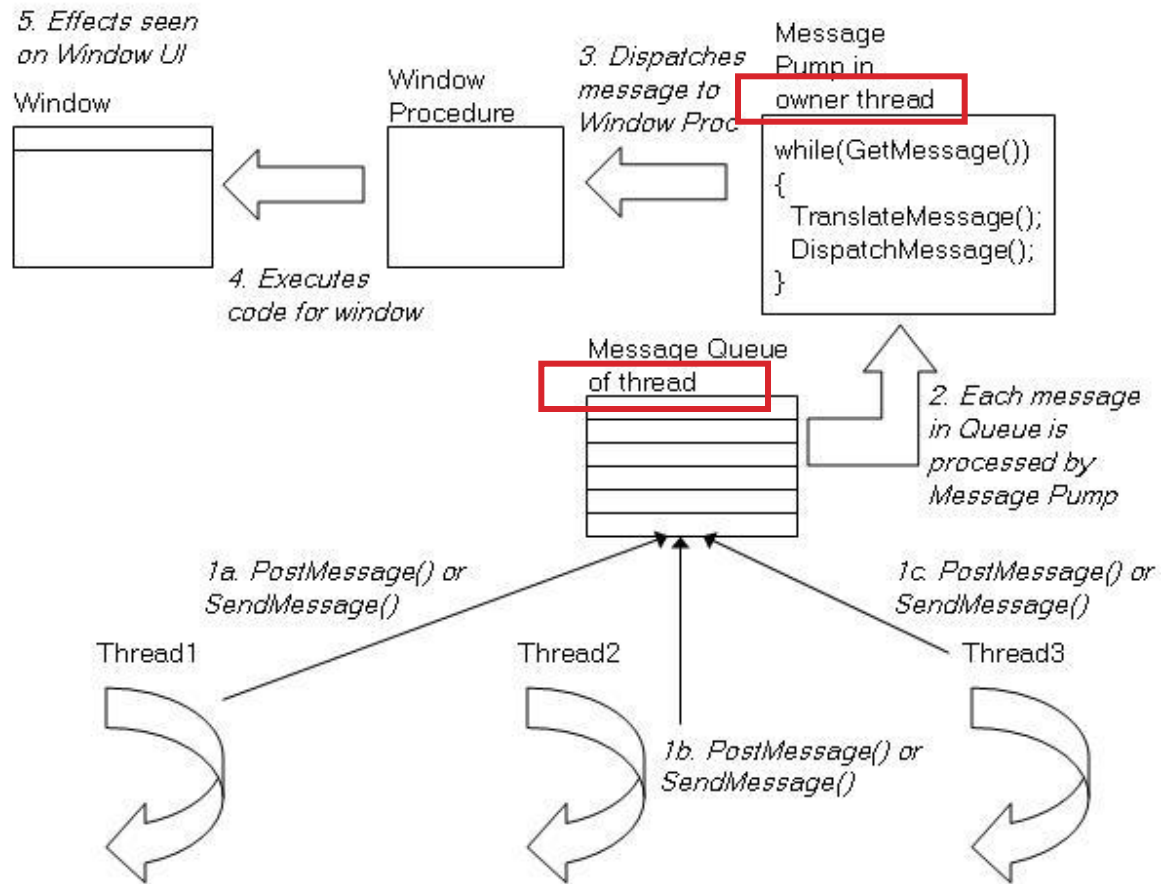 5. Effects seen
on Window UI
Window
Window
Procedure
3. Dispatches
message to
Window Proc
Message
Pump in
owner thread
while(GetMessage())
{
TranslateMessage();
DispatchMessage();
}
4. Executes
code for window
Message Queue
of thread
2. Each message
in Queue is
processed by
Message Pump
1a. PostMessage() or
SendMessage()
1c. PostMessage() or
SendMessage()
Thread1
Thread2
Thread3
1b. PostMessage() or
SendMessage()